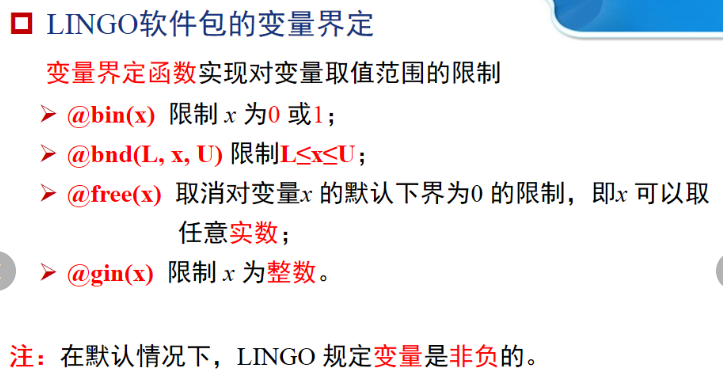 LINGO软件包的变量界定
变量界定函数实现对变量取值范围的限制
@bin(x) 限制 x 为0 或1；
@bnd(L, x, U) 限制L≤x≤U；
@free(x) 取消对变量x 的默认下界为0 的限制，即x 可以取
任意实数；
@gin(x) 限制 x 为整数。
注：在默认情况下，LINGO 规定变量是非负的。